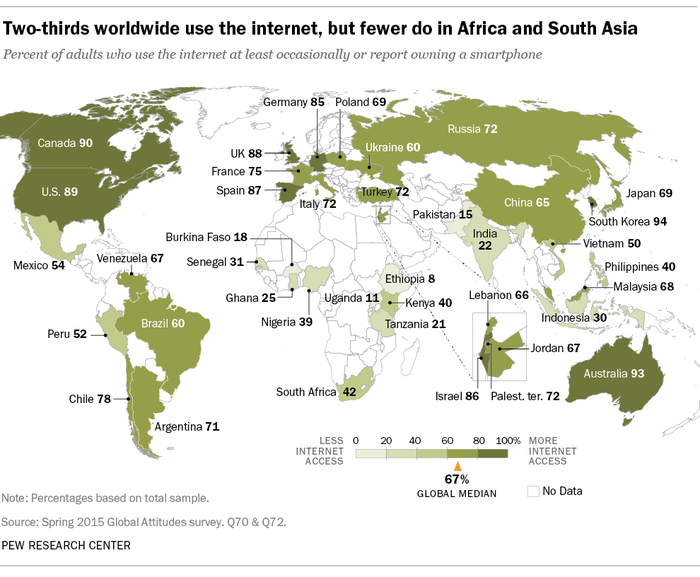 Two-thirds worldwide use the internet, but fewer do in Africa and South Asia
Percent of adults who use the internet at least occasionally or report owning a smartphone
Germany 85
Poland 69
Canada 90
Russia 72
UK 88
Ukraine 60
France 75
U.S. 89
Spain 87
Turkey 72
Italy 72
China 65
Japan 69
Pakistan 15
South Korea 94
India
22
Burkina Faso 18
Vietnam 50
Mexico 54
Venezuela 67
Senegal 31
Philippines 40
Ethiopia 8
Malaysia 68
Ghana 25
Uganda 11
Kenya 40
Lebanon 66
Nigeria 39
Indonesia 30
Brazil 60
Tanzania 21
Peru 52
Jordan 67
Australia 93
South Africa 42
Israel 86
Palest. ter. 72
Chile 78
Argentina 71
LESS
INTERNET
ACCESS
0 20 40 60 80 100%
MORE
INTERNET
ACCESS
67%
GLOBAL MEDIAN
No Data
Note: Percentages based on total sample.
Source: Spring 2015 Global Attitudes survey. Q70 & Q72.
PEW RESEARCH CENTER